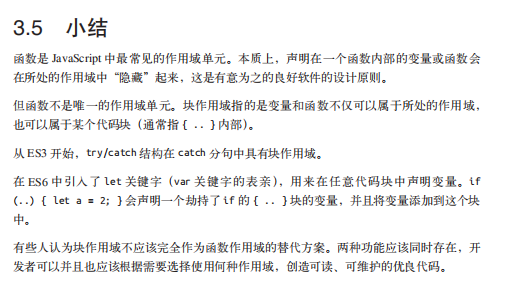 3.5 小结
函数是 JavaScript 中最常见的作用域单元。本质上，声明在一个函数内部的变量或函数会
在所处的作用域中“隐藏”起来，这是有意为之的良好软件的设计原则。
但函数不是唯一的作用域单元。块作用域指的是变量和函数不仅可以属于所处的作用域，
也可以属于某个代码块（通常指 { .. } 内部）。
从 ES3 开始，try/catch 结构在 catch 分句中具有块作用域。
在 ES6 中引入了 let 关键字（var 关键字的表亲），用来在任意代码块中声明变量。if
(..) { let a = 2; } 会声明一个劫持了 if 的 { .. } 块的变量，并且将变量添加到这个块
中。
有些人认为块作用域不应该完全作为函数作用域的替代方案。两种功能应该同时存在，开
发者可以并且也应该根据需要选择使用何种作用域，创造可读、可维护的优良代码。